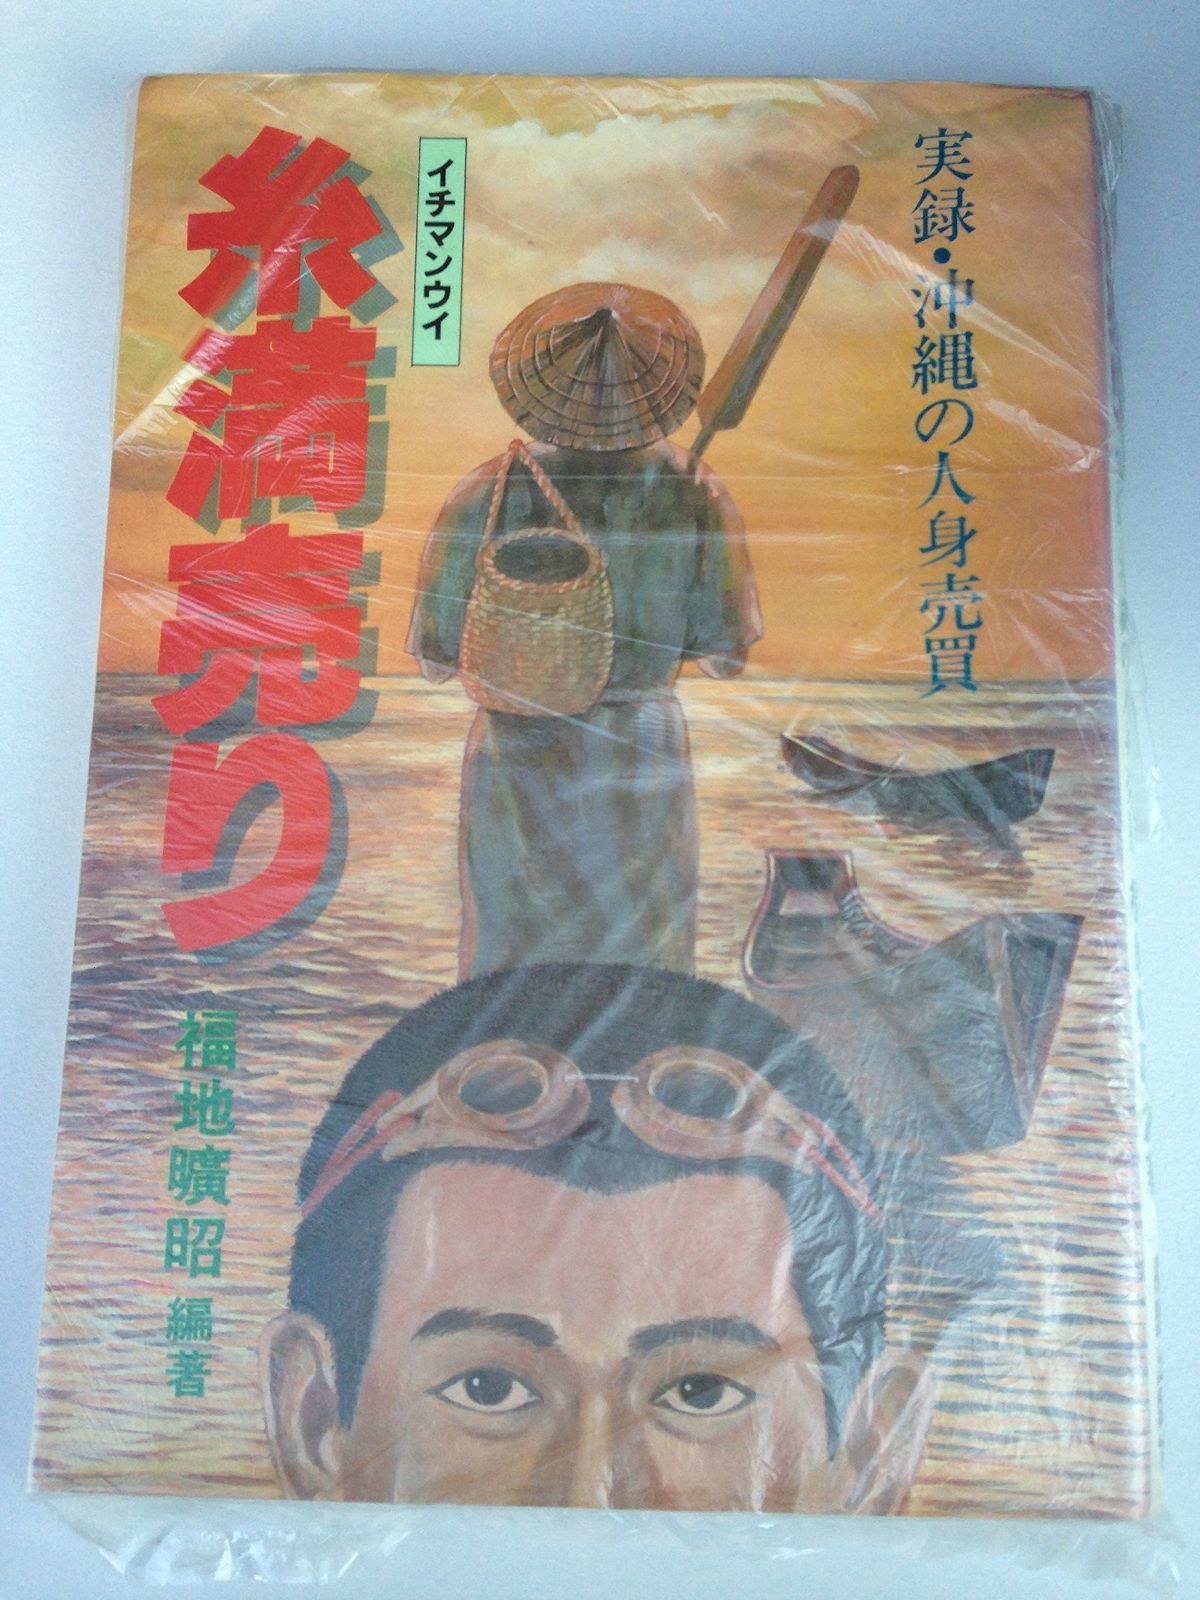 実録・沖縄の人身売買
イチマンウイ
糸満売り
福地曠昭 編著